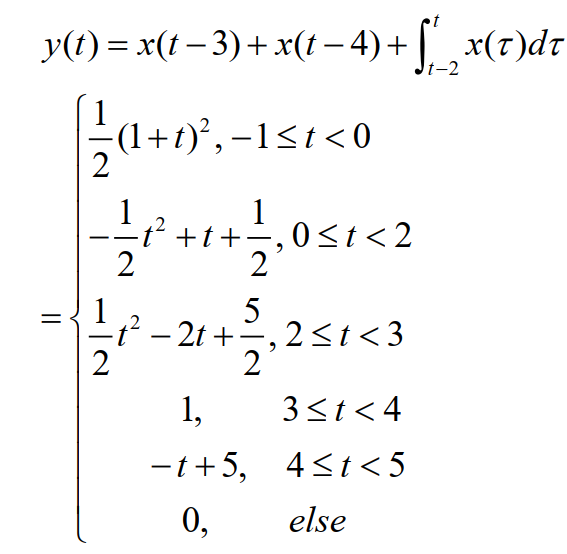 y(t) = x(t − 3) + x(t − 4) + ∫_{t−2}^{t} x(τ)dτ
= {
1/2 (1 + t)², −1 ≤ t < 0
−1/2 t² + t + 1/2, 0 ≤ t < 2
1/2 t² − 2t + 5/2, 2 ≤ t < 3
1, 3 ≤ t < 4
−t + 5, 4 ≤ t < 5
0, else